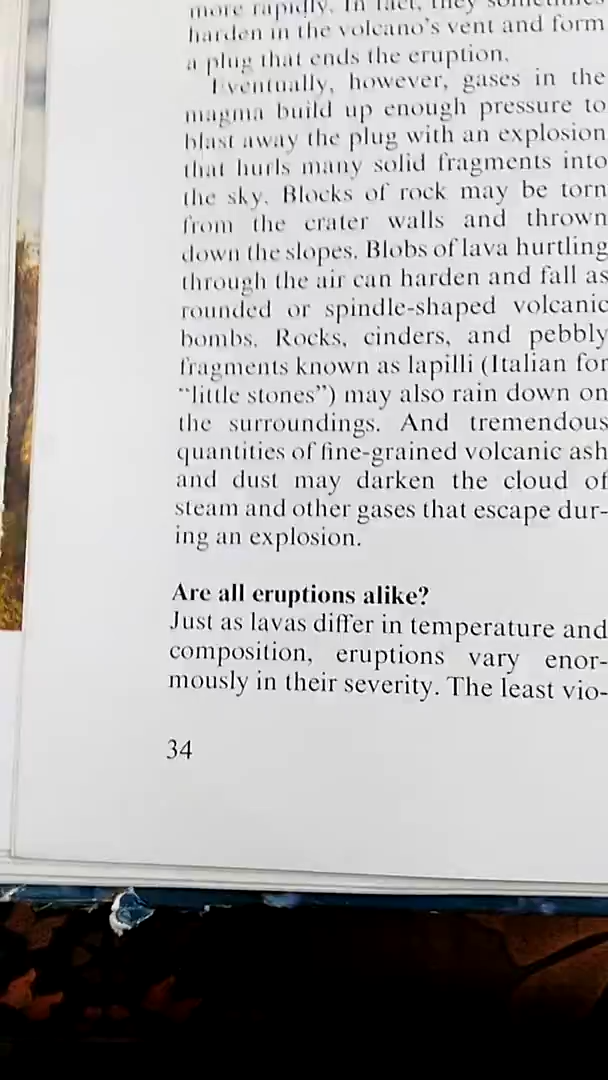 more rapidly. In fact, they sometimes
harden in the volcano's vent and form
a plug that ends the eruption.
Eventually, however, gases in the
magma build up enough pressure to
blast away the plug with an explosion
that hurls many solid fragments into
the sky. Blocks of rock may be torn
from the crater walls and thrown
down the slopes. Blobs of lava hurtling
through the air can harden and fall as
rounded or spindle-shaped volcanic
bombs. Rocks, cinders, and pebbly
fragments known as lapilli (Italian for
“little stones”) may also rain down on
the surroundings. And tremendous
quantities of fine-grained volcanic ash
and dust may darken the cloud of
steam and other gases that escape dur-
ing an explosion.
Are all eruptions alike?
Just as lavas differ in temperature and
composition, eruptions vary enor-
mously in their severity. The least vio-
34